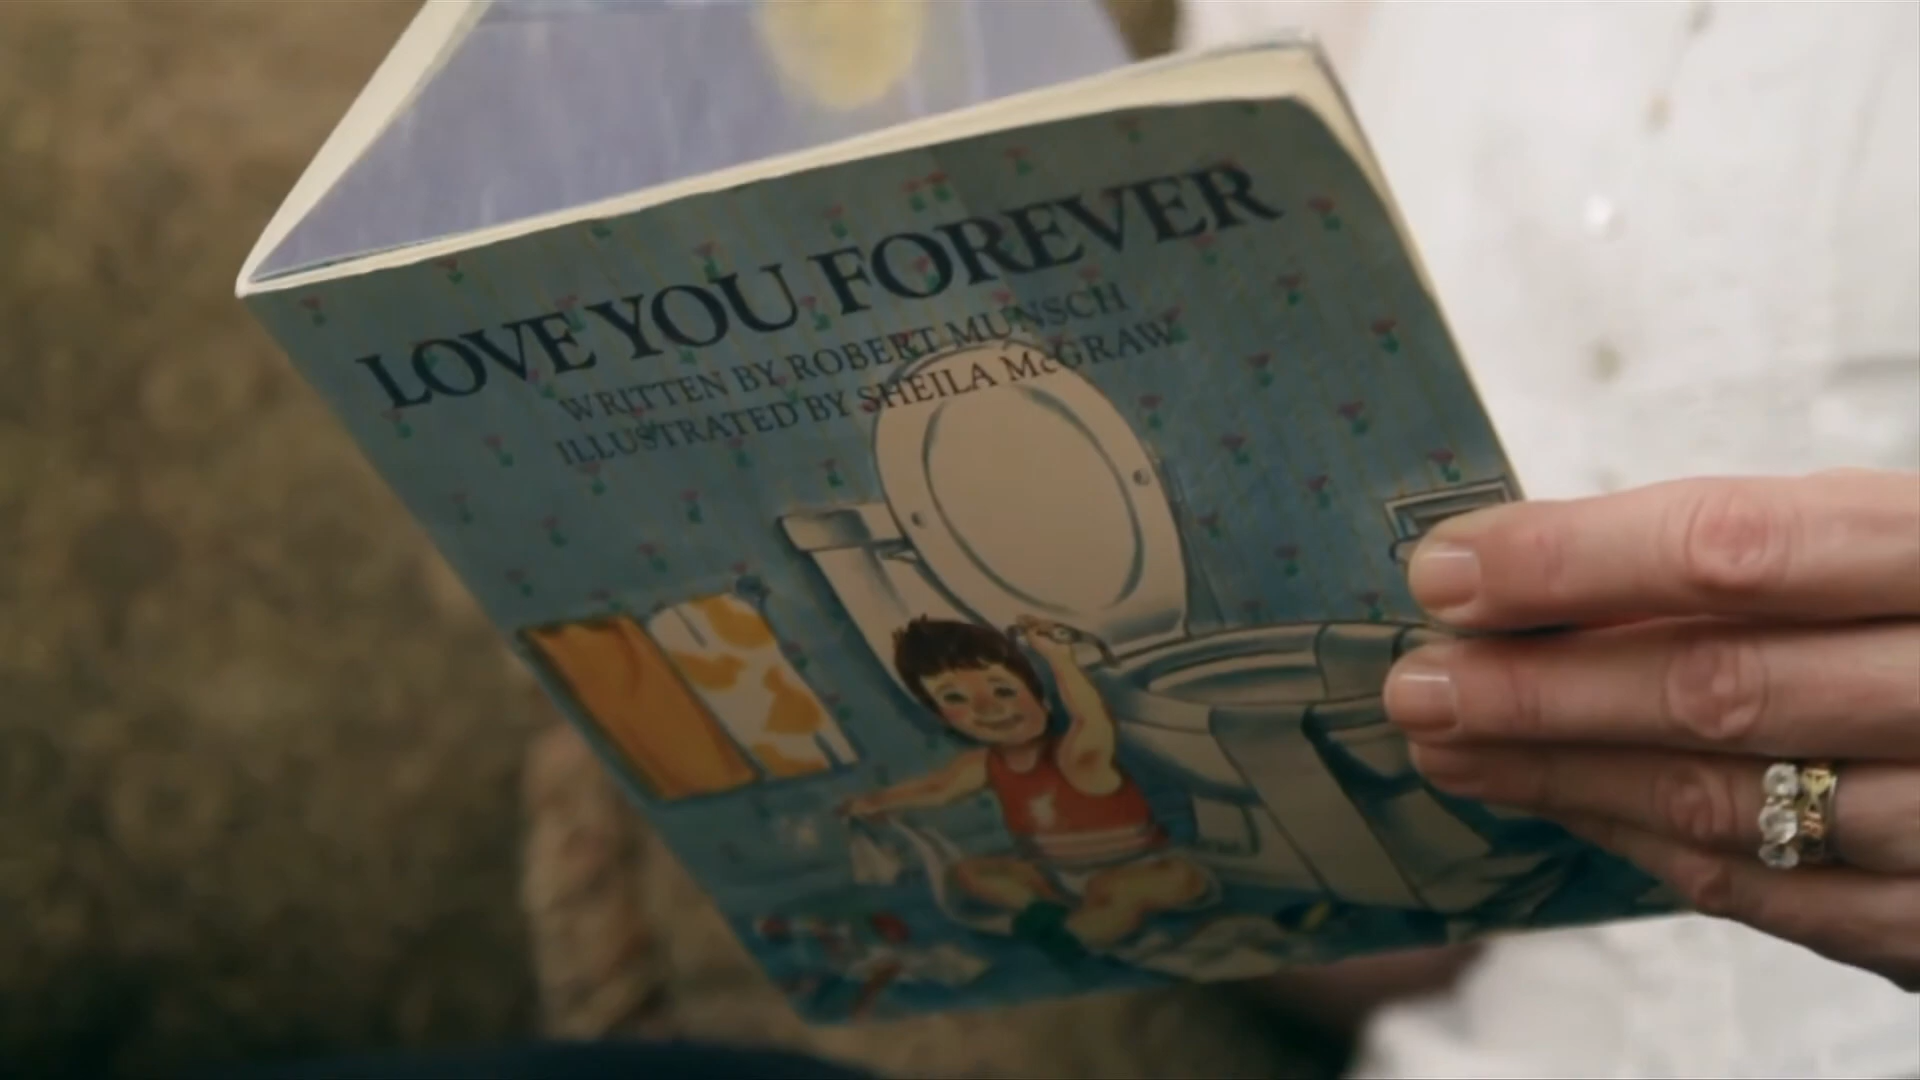 LOVE YOU FOREVER
WRITTEN BY ROBERT MUNSCH
ILLUSTRATED BY SHEILA McGRAW